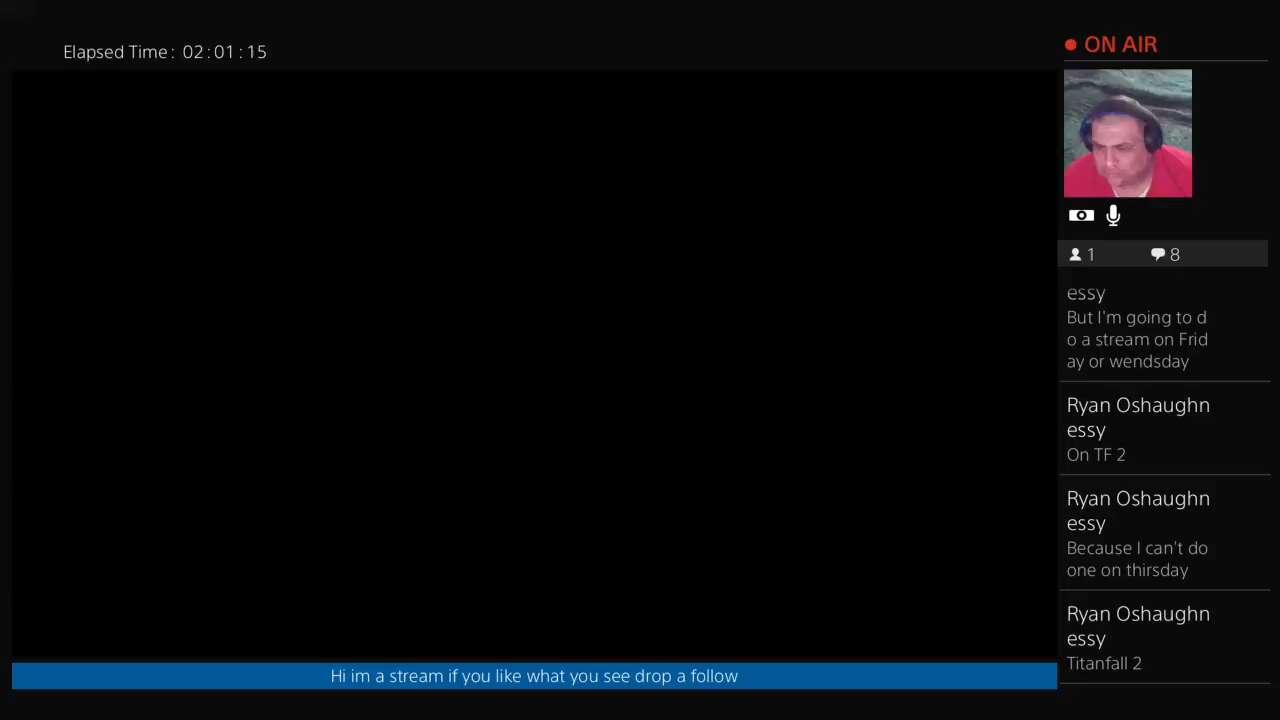 Elapsed Time: 02:01:15
ON AIR
1
8
essy
But I'm going to d
o a stream on Frid
ay or wendsday
Ryan Oshaughn
essy
On TF 2
Ryan Oshaughn
essy
Because I can't do
one on thirsday
Ryan Oshaughn
essy
Titanfall 2
Hi im a stream if you like what you see drop a follow